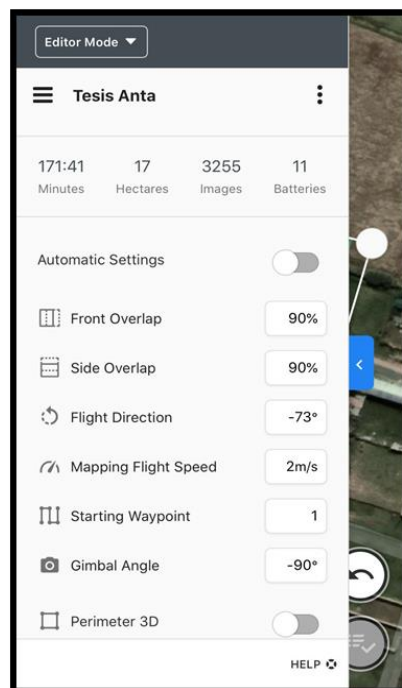 Editor Mode
Tesis Anta
171:41 17 3255 11
Minutes Hectares Images Batteries
Automatic Settings
Front Overlap 90%
Side Overlap 90%
Flight Direction -73°
Mapping Flight Speed 2m/s
Starting Waypoint 1
Gimbal Angle -90°
Perimeter 3D
HELP